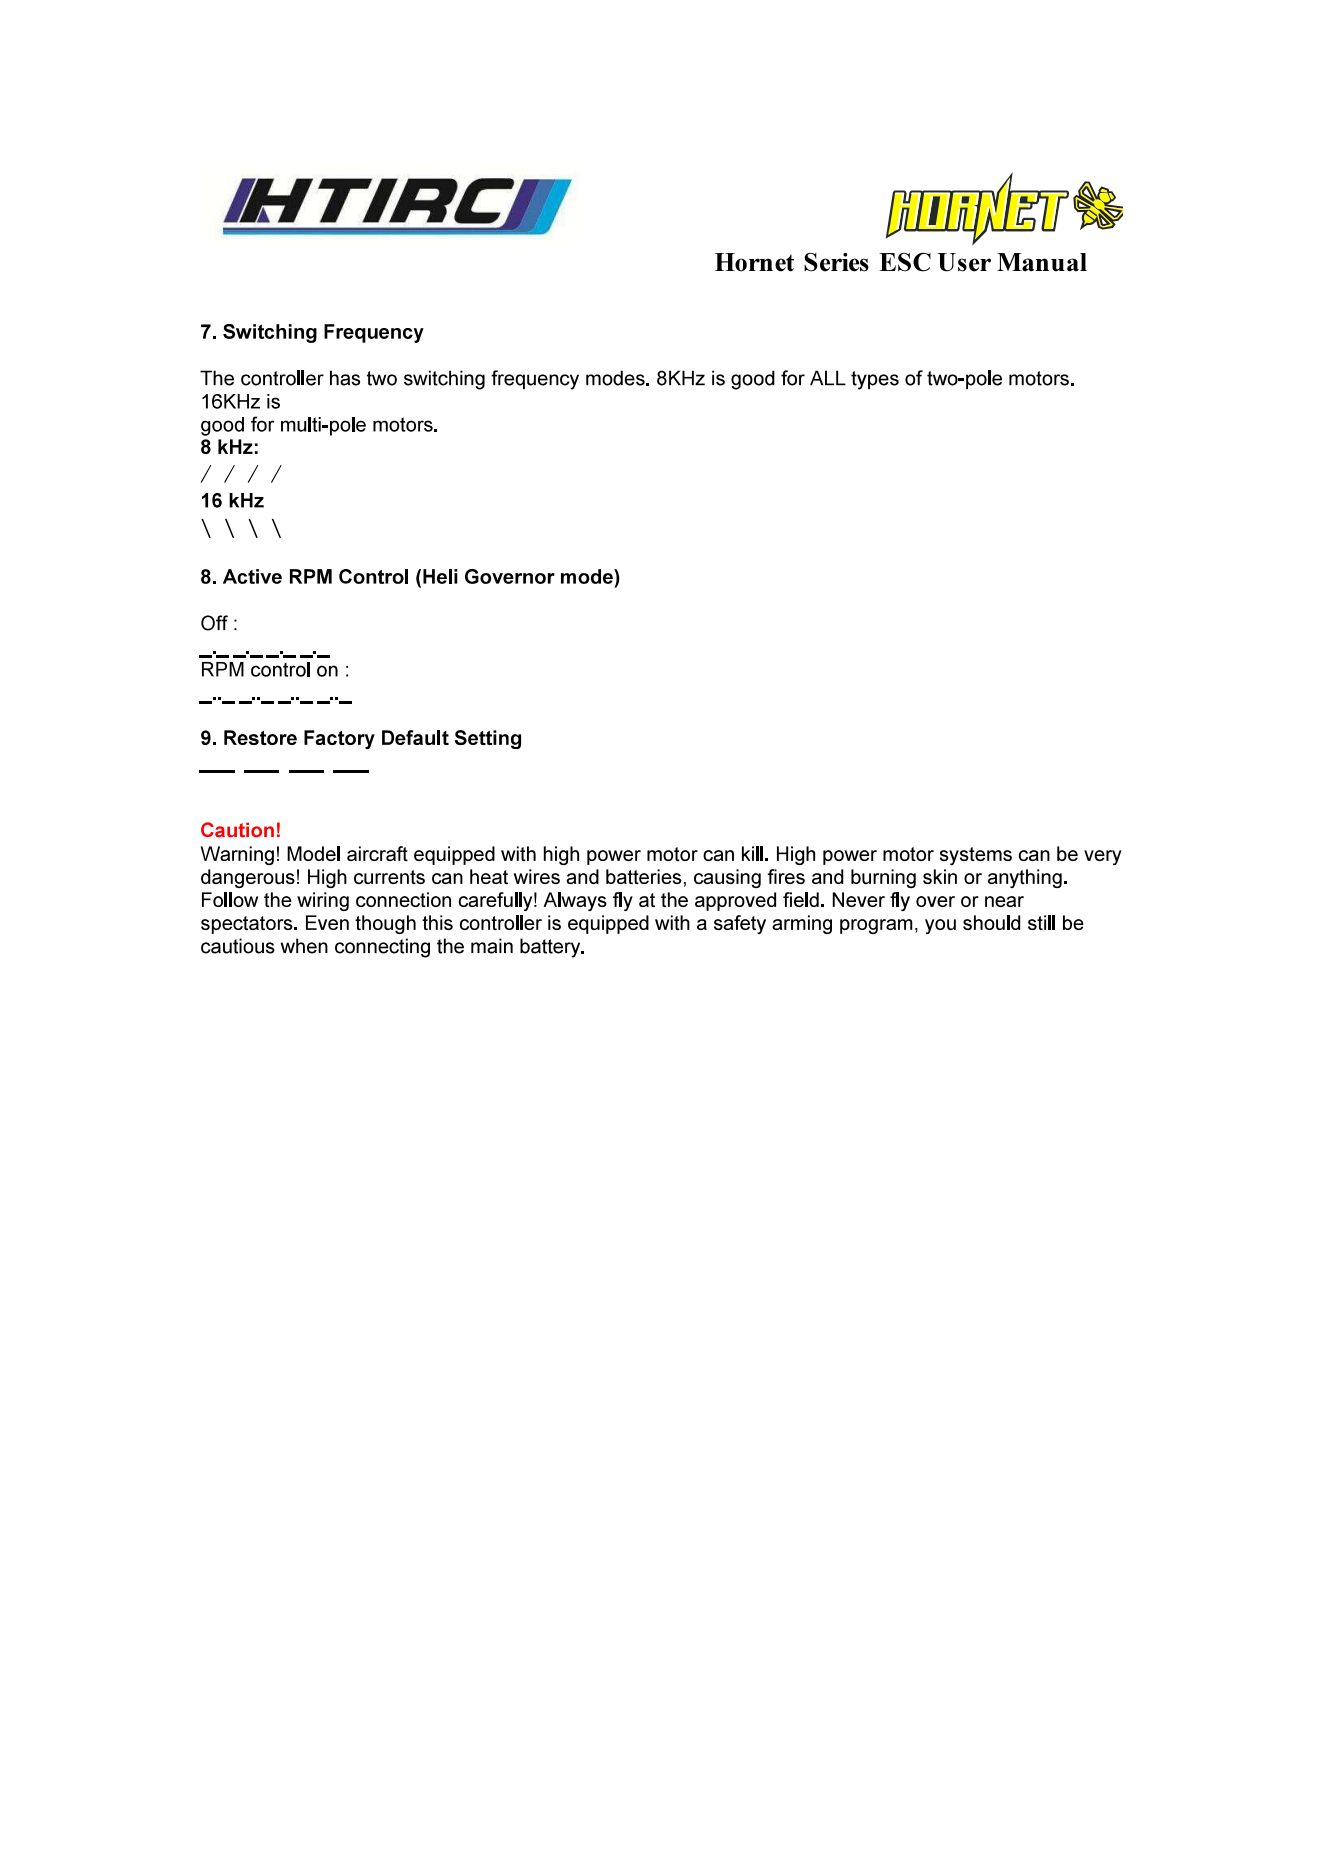 HTIRC
HORNET
Hornet Series ESC User Manual
7. Switching Frequency
The controller has two switching frequency modes. 8KHz is good for ALL types of two-pole motors.
16KHz is
good for multi-pole motors.
8 kHz:
/ / / /
16 kHz
\ \ \ \
8. Active RPM Control (Heli Governor mode)
Off :
_._ _._ _._ _._
RPM control on :
_.._ _.._ _.._ _.._
9. Restore Factory Default Setting
__ __ __ __
Caution!
Warning! Model aircraft equipped with high power motor can kill. High power motor systems can be very
dangerous! High currents can heat wires and batteries, causing fires and burning skin or anything.
Follow the wiring connection carefully! Always fly at the approved field. Never fly over or near
spectators. Even though this controller is equipped with a safety arming program, you should still be
cautious when connecting the main battery.